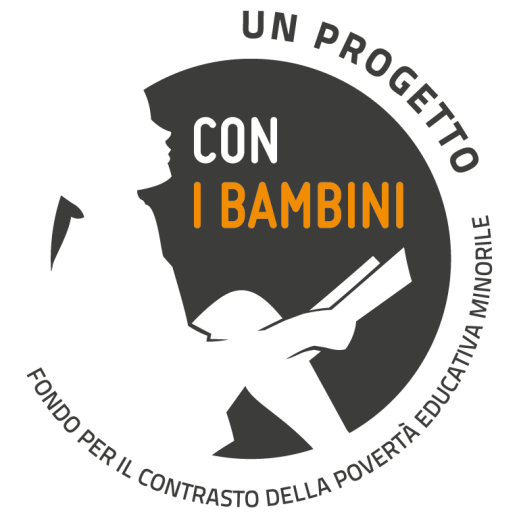 UN PROGETTO
CON
I BAMBINI
FONDO PER IL CONTRASTO DELLA POVERTÀ EDUCATIVA MINORILE